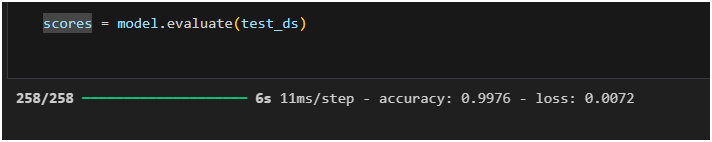 scores = model.evaluate(test_ds)
258/258 ━━━━━━━━━━━━━━━━━━━━ 6s 11ms/step - accuracy: 0.9976 - loss: 0.0072